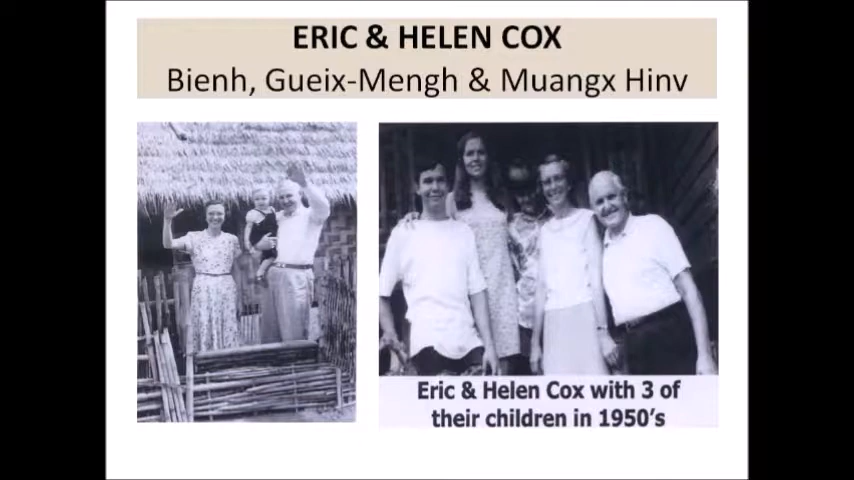 ERIC & HELEN COX
Bienh, Gueix-Mengh & Muangx Hinv
Eric & Helen Cox with 3 of
their children in 1950's